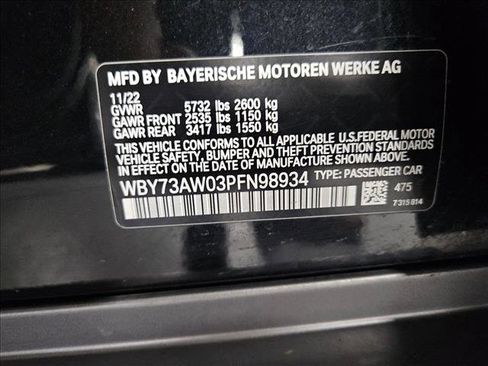 MFD BY BAYERISCHE MOTOREN WERKE AG
11/22
GVWR 5732 lbs 2600 kg
GAWR FRONT 2535 lbs 1150 kg
GAWR REAR 3417 lbs 1550 kg
THIS VEHICLE CONFORMS TO ALL APPLICABLE U.S.FEDERAL MOTOR
VEHICLE SAFETY, BUMPER AND THEFT PREVENTION STANDARDS
IN EFFECT ON THE DATE OF MANUFACTURE SHOWN ABOVE.
WBY73AW03PFN98934 TYPE: PASSENGER CAR
475
7315814